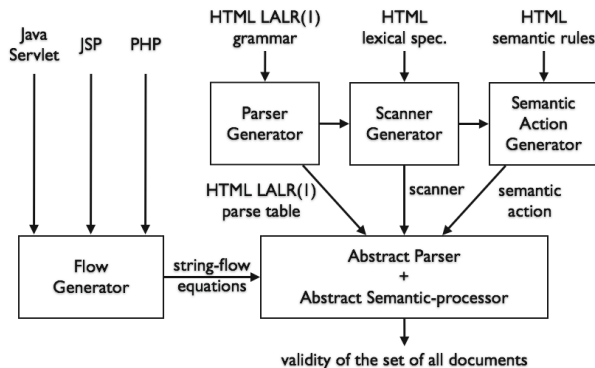 HTML LALR(1)
grammar
HTML
lexical spec.
HTML
semantic rules
Java
Servlet
JSP
PHP
Parser
Generator
Scanner
Generator
Semantic
Action
Generator
HTML LALR(1)
parse table
scanner
semantic
action
Flow
Generator
string-flow
equations
Abstract Parser
+
Abstract Semantic-processor
validity of the set of all documents